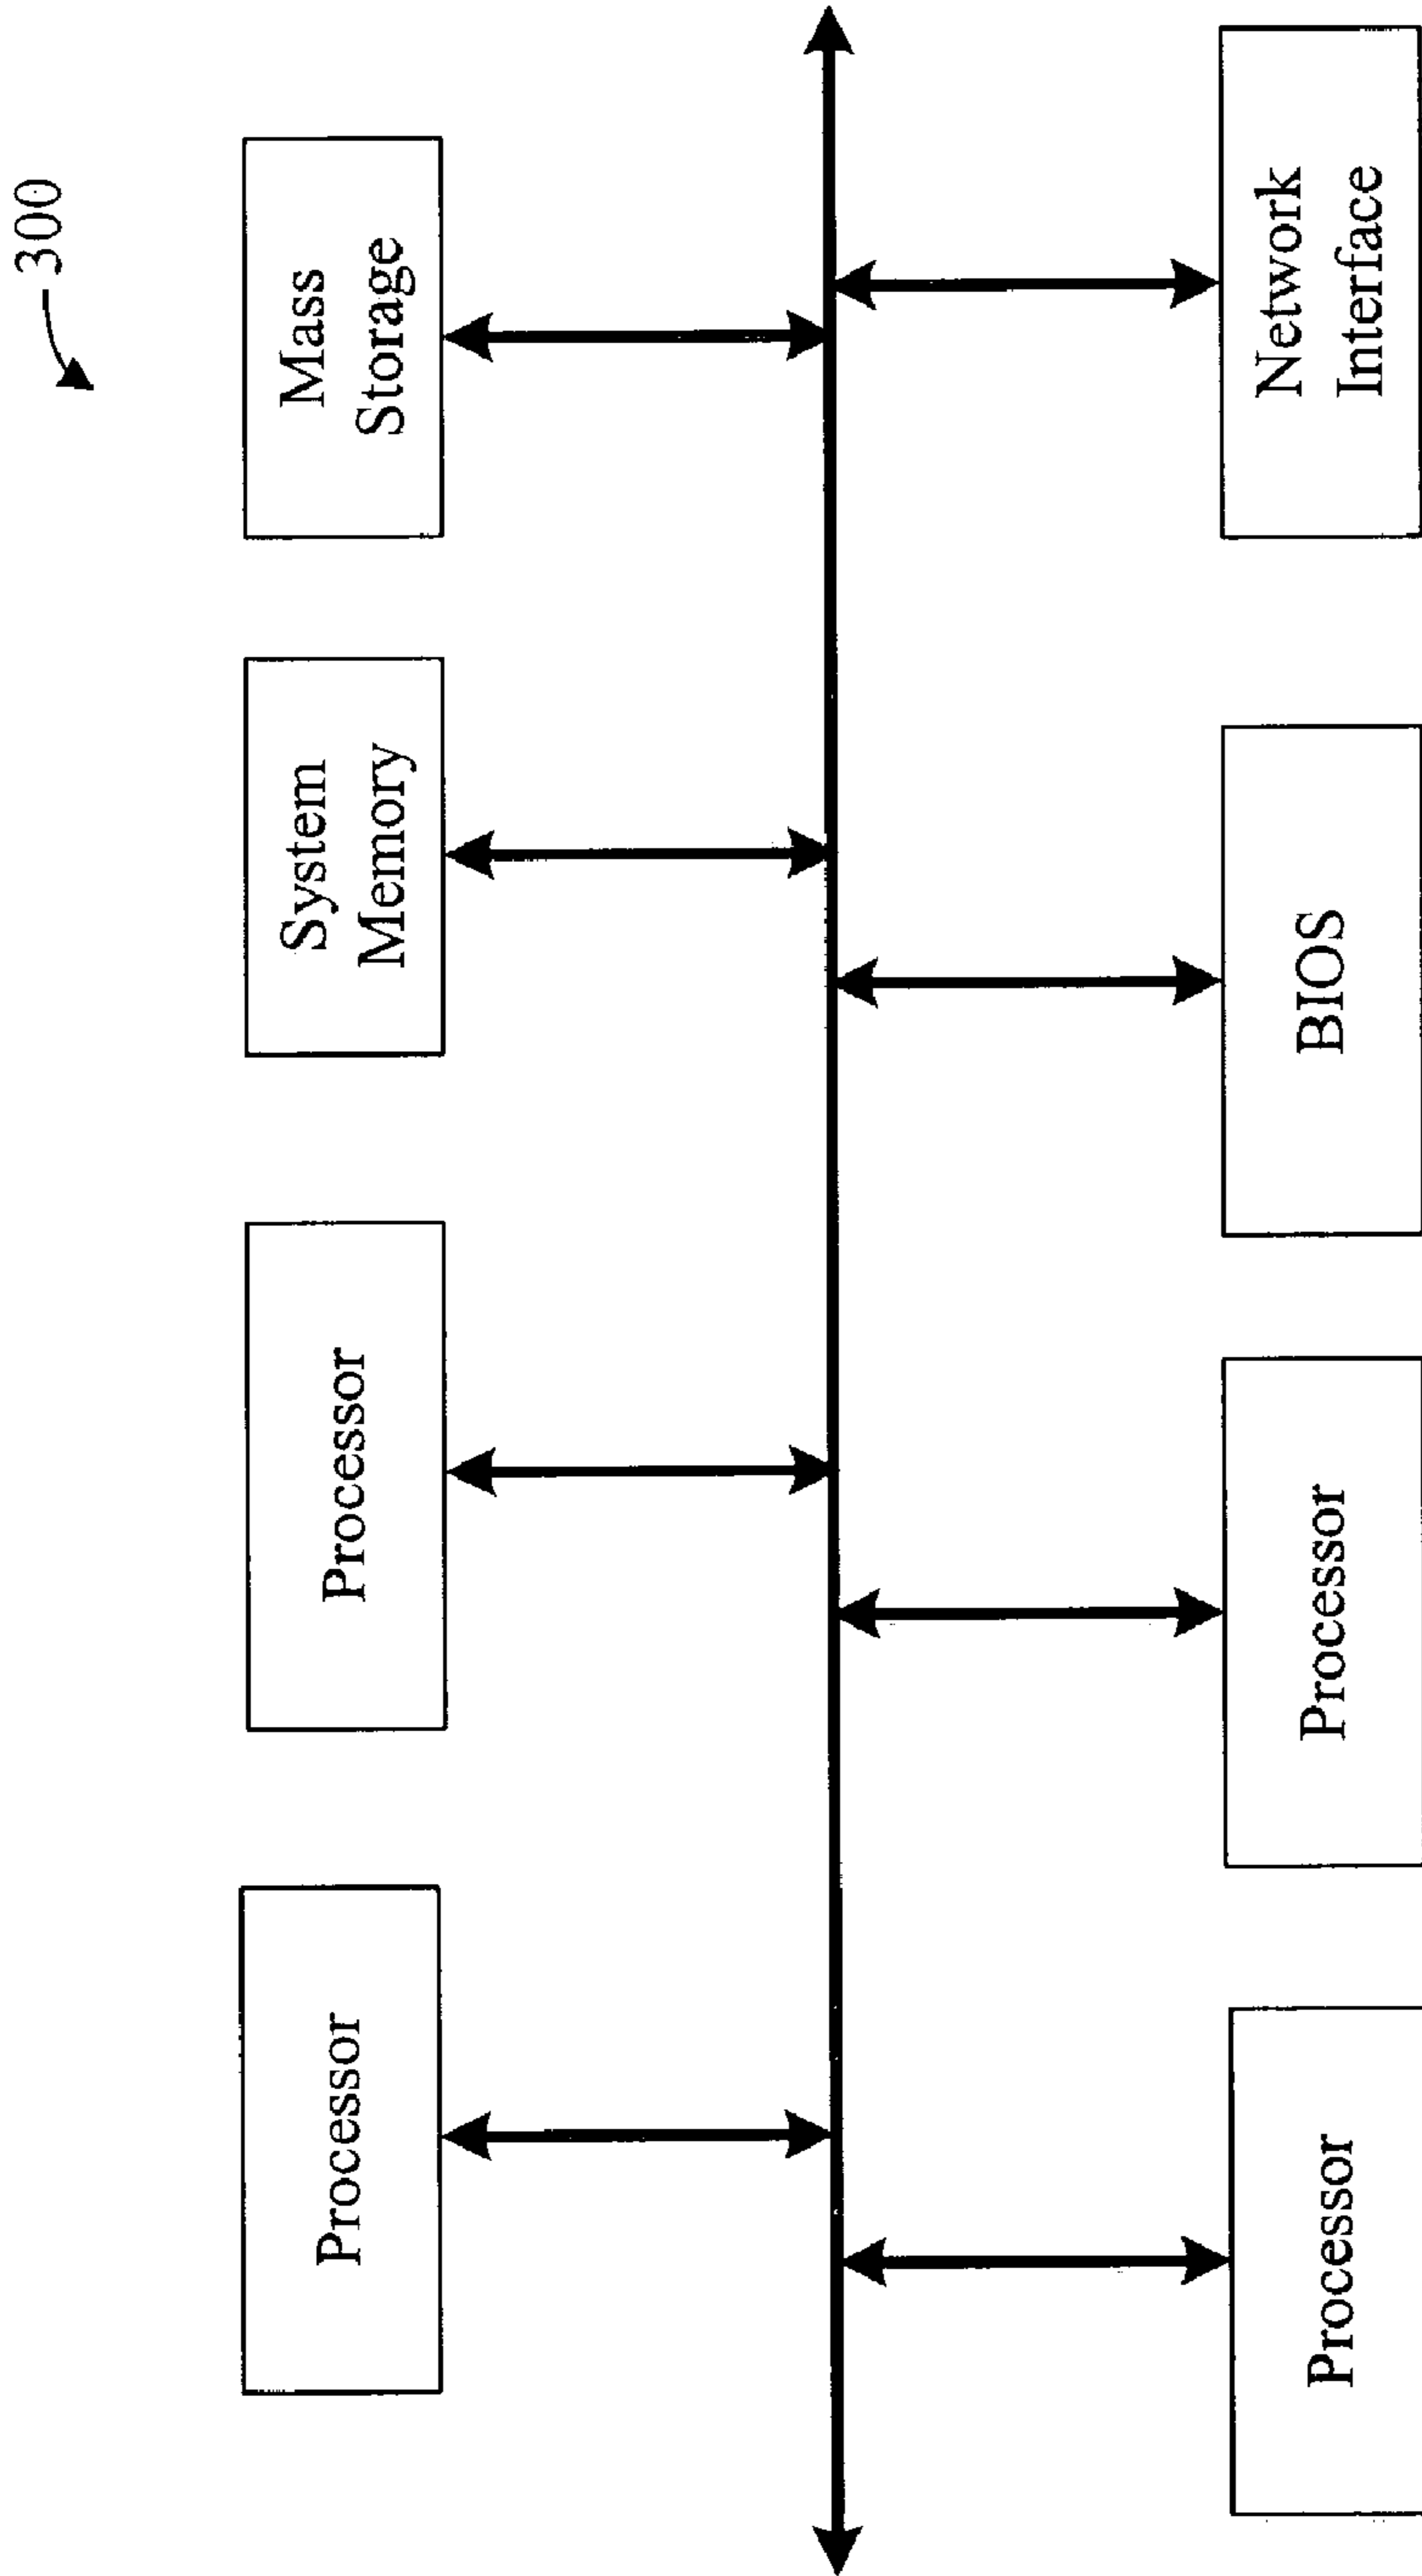 300
Processor
Processor
System
Memory
Mass
Storage
Processor
Processor
BIOS
Network
Interface